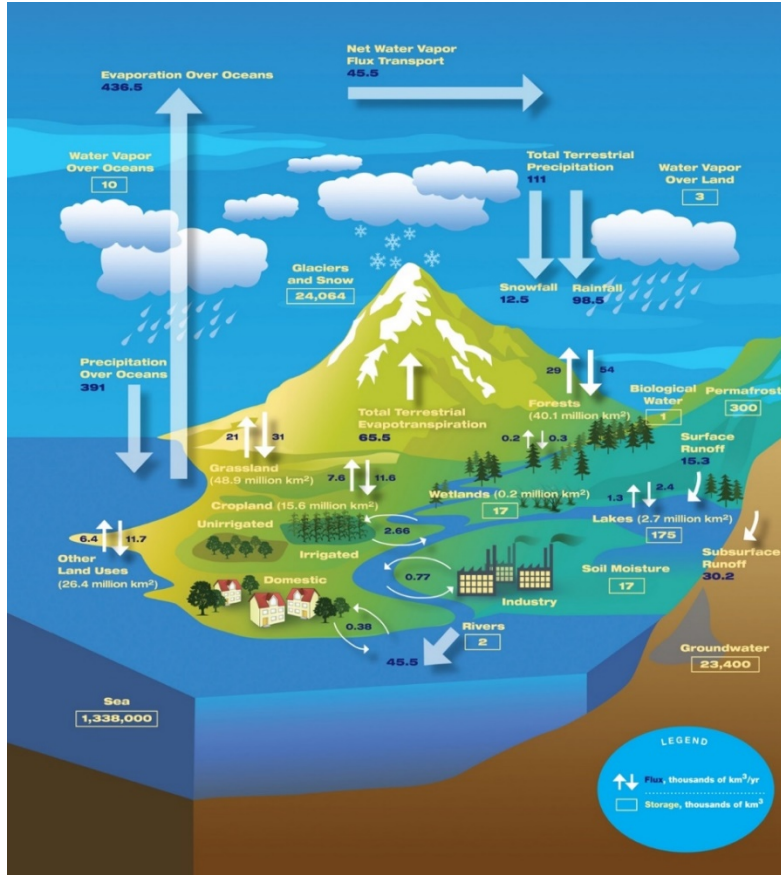 Net Water Vapor
Flux Transport
45.5
Evaporation Over Oceans
436.5
Water Vapor
Over Oceans
10
Total Terrestrial
Precipitation
111
Water Vapor
Over Land
3
Glaciers
and Snow
24,064
Snowfall
12.5
Rainfall
98.5
Precipitation
Over Oceans
391
29
54
Total Terrestrial
Evapotranspiration
65.5
Forests
(40.1 million km²)
Biological
Water
1
Permafrost
300
21
31
Grassland
(48.9 million km²)
0.2
0.3
Surface
Runoff
15.3
7.6
11.6
Cropland (15.6 million km²)
Wetlands (0.2 million km²)
17
1.3
2.4
Lakes (2.7 million km²)
175
Unirrigated
Irrigated
2.66
6.4
11.7
Other
Land Uses
(26.4 million km²)
Subsurface
Runoff
30.2
Domestic
0.77
Industry
Soil Moisture
17
0.38
Rivers
2
45.5
Groundwater
23,400
Sea
1,338,000
LEGEND
Flux, thousands of km³/yr
Storage, thousands of km³